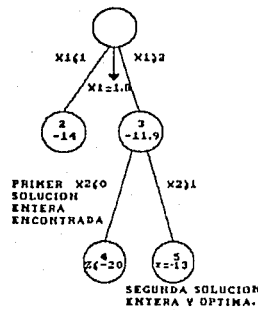 X1≤1 X1≥2
X1=1.8
2 3
-14 -11.9
PRIMER X2≤0 X2≥1
SOLUCION
ENTERA
ENCONTRADA
4 5
Z≤-20 z=-13
SEGUNDA SOLUCION
ENTERA Y OPTIMA.